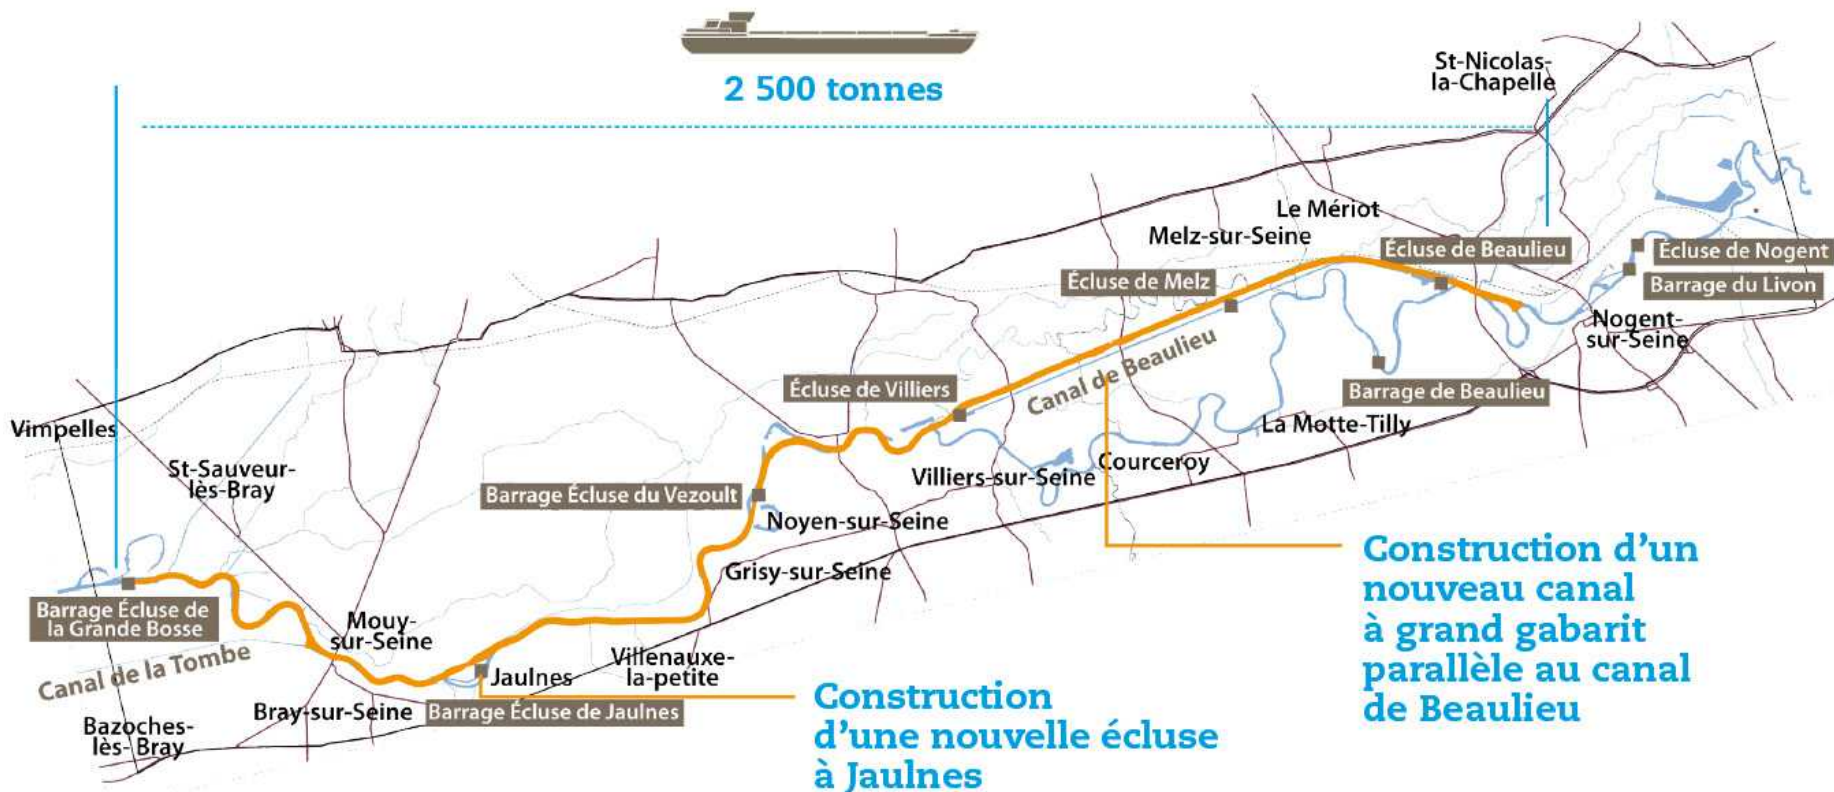 2 500 tonnes
St-Nicolas-
la-Chapelle
Le Mériot
Melz-sur-Seine
Écluse de Beaulieu
Écluse de Nogent
Écluse de Melz
Barrage du Livon
Nogent-
sur-Seine
Canal de Beaulieu
Écluse de Villiers
Barrage de Beaulieu
La Motte-Tilly
Vimpelles
St-Sauveur-
lès-Bray
Barrage Écluse du Vezoult
Villiers-sur-Seine
Courceroy
Noyen-sur-Seine
Grisy-sur-Seine
Barrage Écluse de
la Grande Bosse
Mouy-
sur-Seine
Canal de la Tombe
Jaulnes
Villenauxe-
la-petite
Bray-sur-Seine
Barrage Écluse de Jaulnes
Bazoches-
lès- Bray
Construction
d'une nouvelle écluse
à Jaulnes
Construction d'un
nouveau canal
à grand gabarit
parallèle au canal
de Beaulieu